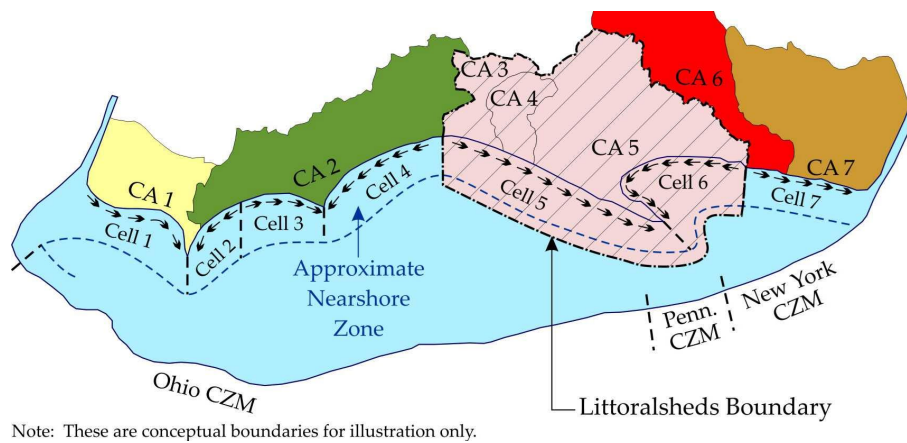 CA 3
CA 4
CA 6
CA 2
CA 5
CA 1
CA 7
Cell 4
Cell 6
Cell 3
Cell 5
Cell 7
Cell 1
Cell 2
Approximate
Nearshore
Zone
Penn.
CZM
New York
CZM
Ohio CZM
Littoralsheds Boundary
Note: These are conceptual boundaries for illustration only.